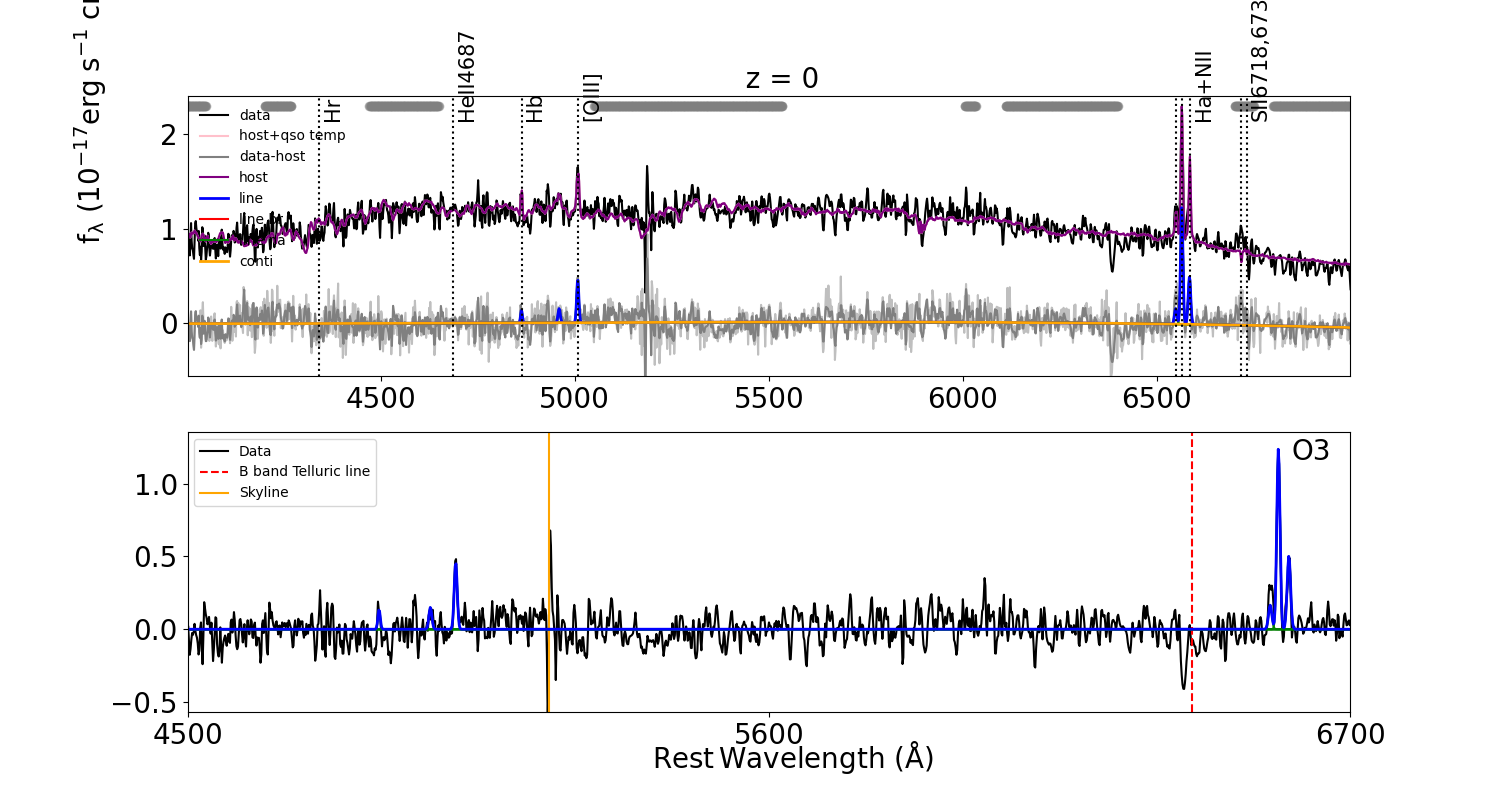 z = 0
f_λ (10^−17 erg s^−1
Hr
HeII4687
Hb
[OIII]
Ha+NII
SII6718,673
data
host+qso temp
data-host
host
line
line
conti
2
1
0
4500
5000
5500
6000
6500
Data
B band Telluric line
Skyline
O3
1.0
0.5
0.0
−0.5
4500
5600
6700
Rest Wavelength (Å)